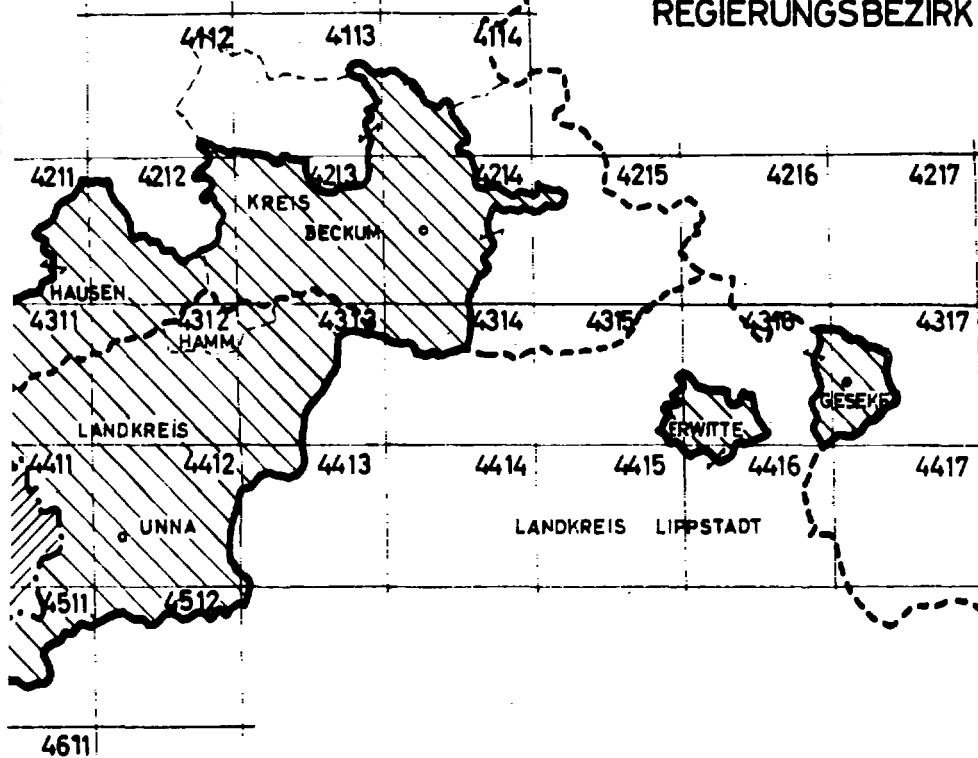 REGIERUNGSBEZIRK
4112 4113 4114
4211 4212 4213 4214 4215 4216 4217
KREIS
BECKUM
HAUSEN
4311 4312 4313 4314 4315 4316 4317
HAMM
GESEKE
LANDKREIS
ERWITTE
4411 4412 4413 4414 4415 4416 4417
UNNA
LANDKREIS LIPPSTADT
4511 4512
4611